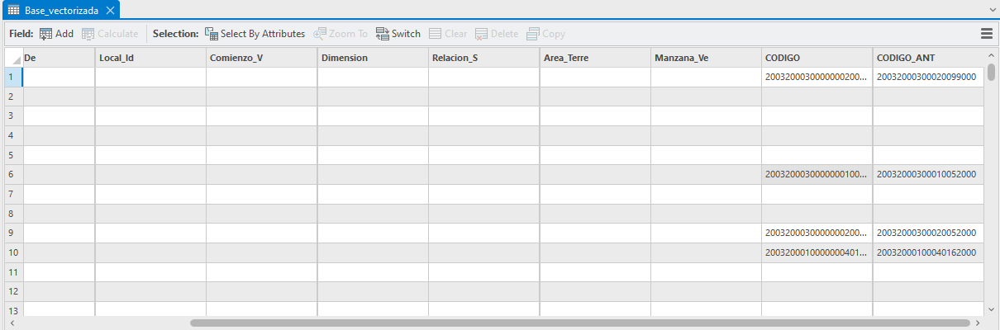 Base_vectorizada
Field: Add Calculate Selection: Select By Attributes Zoom To Switch Clear Delete Copy
De Local_Id Comienzo_V Dimension Relacion_S Area_Terre Manzana_Ve CODIGO CODIGO_ANT
1 2003200030000000200... 20032000300020099000
2
3
4
5
6 2003200030000000100... 20032000300010052000
7
8
9 2003200030000000200... 20032000300020052000
10 2003200010000000401... 20032000100040162000
11
12
13